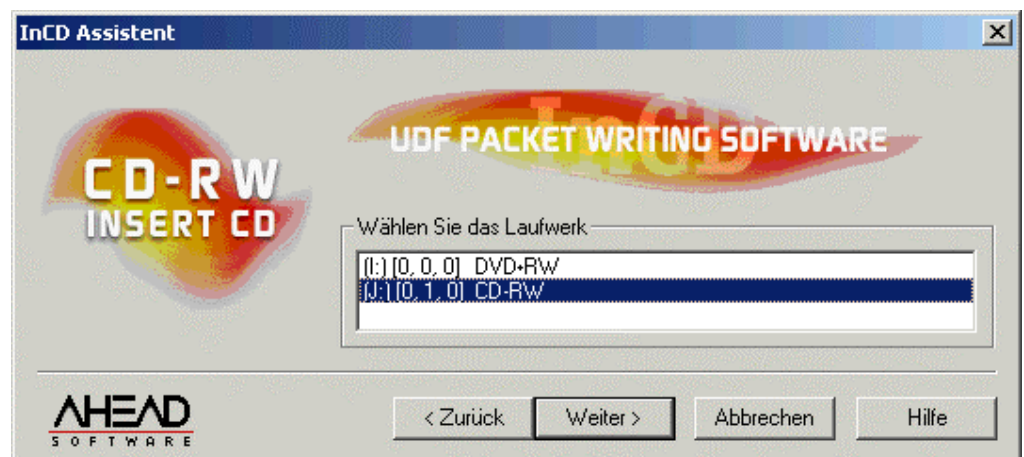 InCD Assistent
InCD
UDF PACKET WRITING SOFTWARE
CD-RW
INSERT CD
Wählen Sie das Laufwerk
(I:) [0, 0, 0] DVD+RW
(J:) [0, 1, 0] CD-RW
AHEAD
SOFTWARE
< Zurück Weiter > Abbrechen Hilfe